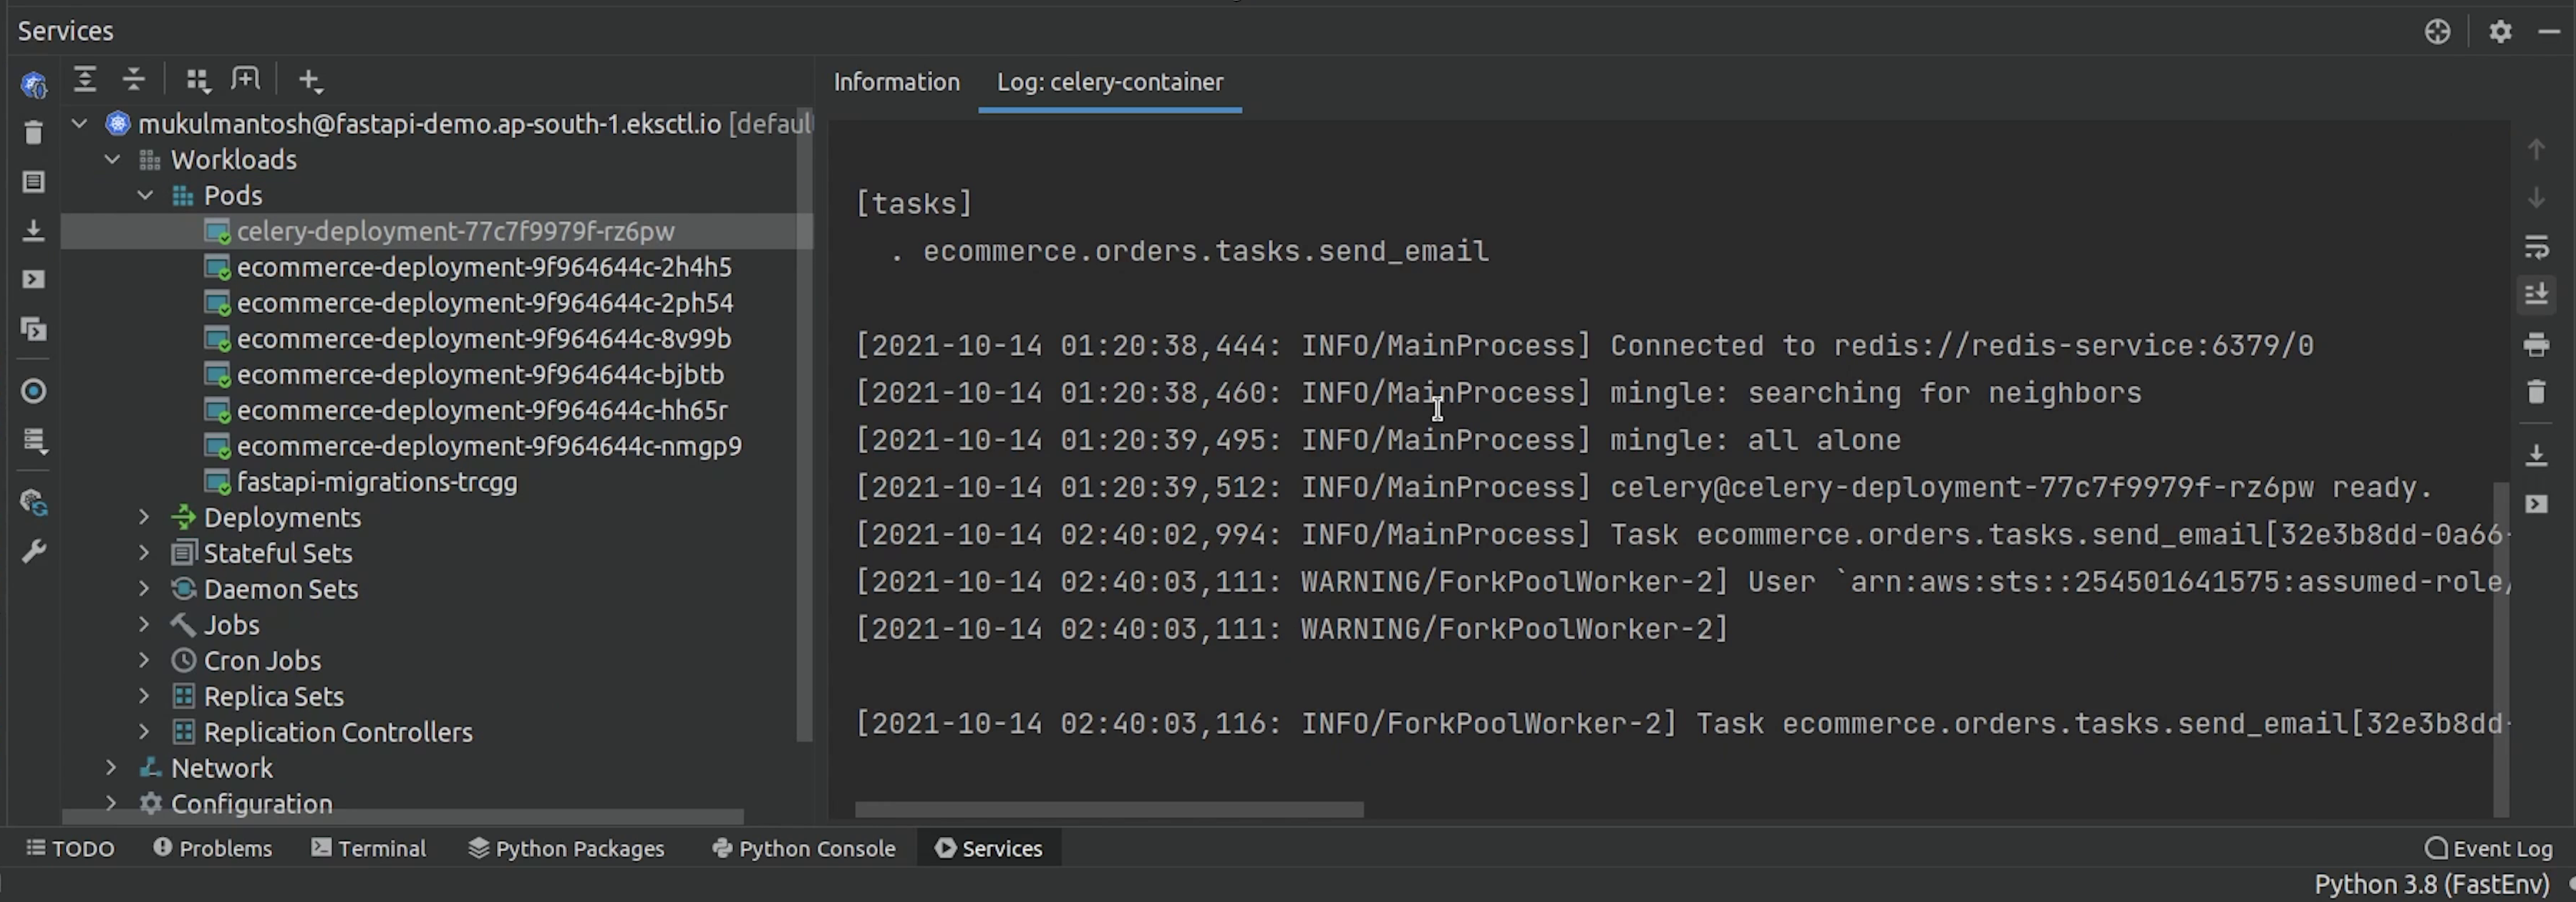 Services
Information
Log: celery-container
mukulmantosh@fastapi-demo.ap-south-1.eksctl.io [defaul
Workloads
Pods
celery-deployment-77c7f9979f-rz6pw
ecommerce-deployment-9f964644c-2h4h5
ecommerce-deployment-9f964644c-2ph54
ecommerce-deployment-9f964644c-8v99b
ecommerce-deployment-9f964644c-bjbtb
ecommerce-deployment-9f964644c-hh65r
ecommerce-deployment-9f964644c-nmgp9
fastapi-migrations-trcgg
Deployments
Stateful Sets
Daemon Sets
Jobs
Cron Jobs
Replica Sets
Replication Controllers
Network
Configuration
[tasks]
. ecommerce.orders.tasks.send_email
[2021-10-14 01:20:38,444: INFO/MainProcess] Connected to redis://redis-service:6379/0
[2021-10-14 01:20:38,460: INFO/MainProcess] mingle: searching for neighbors
[2021-10-14 01:20:39,495: INFO/MainProcess] mingle: all alone
[2021-10-14 01:20:39,512: INFO/MainProcess] celery@celery-deployment-77c7f9979f-rz6pw ready.
[2021-10-14 02:40:02,994: INFO/MainProcess] Task ecommerce.orders.tasks.send_email[32e3b8dd-0a66-
[2021-10-14 02:40:03,111: WARNING/ForkPoolWorker-2] User `arn:aws:sts::254501641575:assumed-role/
[2021-10-14 02:40:03,111: WARNING/ForkPoolWorker-2]
[2021-10-14 02:40:03,116: INFO/ForkPoolWorker-2] Task ecommerce.orders.tasks.send_email[32e3b8dd-
TODO
Problems
Terminal
Python Packages
Python Console
Services
Event Log
Python 3.8 (FastEnv)